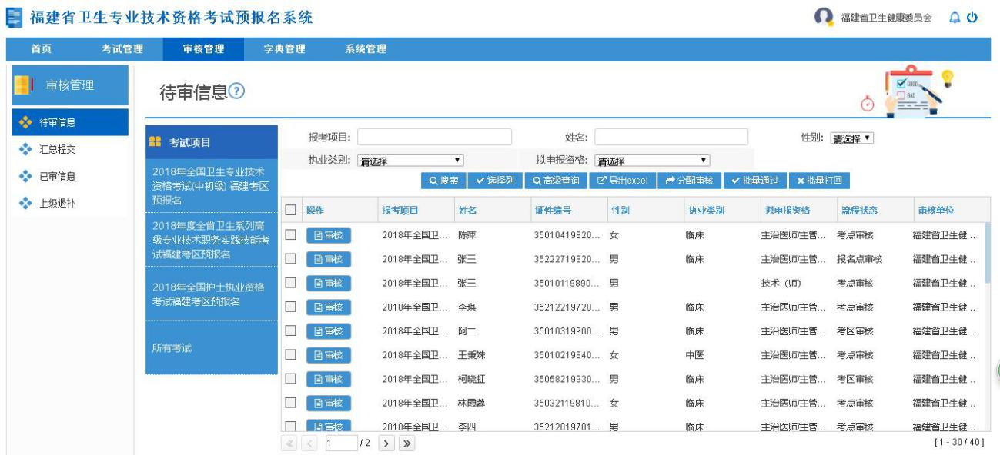 福建省卫生专业技术资格考试预报名系统
福建省卫生健康委员会
首页 考试管理 审核管理 字典管理 系统管理
审核管理
待审信息
汇总提交
已审信息
上级退补
待审信息?
GOOD
BAD
考试项目
2018年全国卫生专业技术
资格考试(中初级) 福建考区
预报名
2018年度全省卫生系列高
级专业技术职务实践技能考
试福建考区预报名
2018年全国护士执业资格
考试福建考区预报名
所有考试
报考项目: 姓名: 性别: 请选择
执业类别: 请选择 拟申报资格: 请选择
搜索 选择列 高级查询 导出excel 分配审核 批量通过 批量打回
操作 报考项目 姓名 证件编号 性别 执业类别 拟申报资格 流程状态 审核单位
审核 2018年全国卫... 陈萍 35010419820... 女 临床 主治医师/主管... 考点审核 福建省卫生健...
审核 2018年全国卫... 张三 35222719820... 男 临床 主治医师/主管... 报名点审核 福建省卫生健...
审核 2018年全国卫... 张三 35010119890... 男 技术（师） 考点审核 福建省卫生健...
审核 2018年全国卫... 李琪 35212219720... 男 临床 主治医师/主管... 考点审核 福建省卫生健...
审核 2018年全国卫... 阿二 35010319900... 男 临床 主治医师/主管... 考区审核 福建省卫生健...
审核 2018年全国卫... 王秉妹 35010219840... 女 中医 主治医师/主管... 考点审核 福建省卫生健...
审核 2018年全国卫... 柯晓虹 35058219930... 男 临床 主治医师/主管... 考区审核 福建省卫生健...
审核 2018年全国卫... 林雨蓉 35032119810... 女 临床 主治医师/主管... 考点审核 福建省卫生健...
审核 2018年全国卫... 李四 35212819701... 男 临床 主治医师/主管... 考点审核 福建省卫生健...
1 / 2 [1 - 30 / 40]